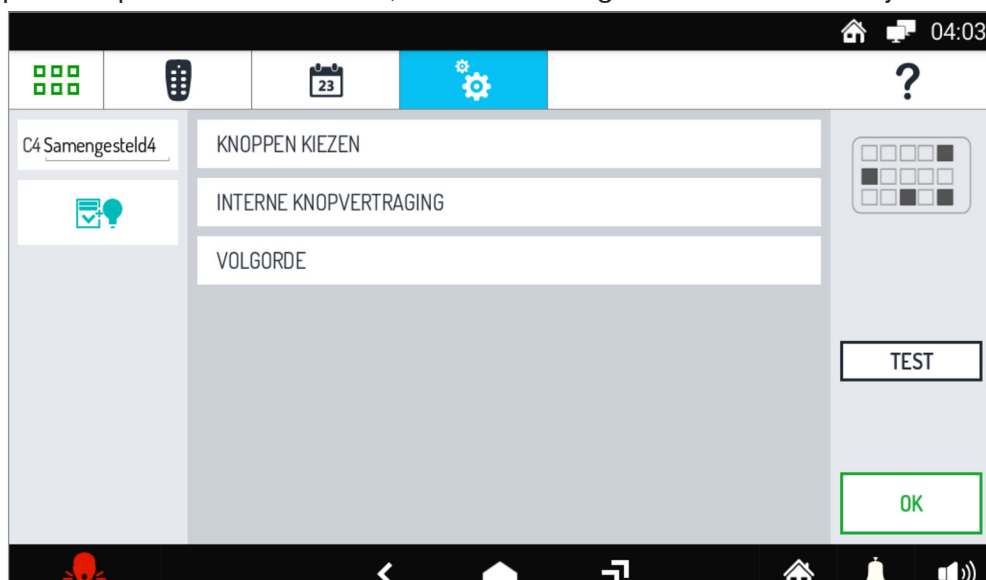 04:03
23
?
C4 Samengesteld4
KNOPPEN KIEZEN
INTERNE KNOPVERTRAGING
VOLGORDE
TEST
OK